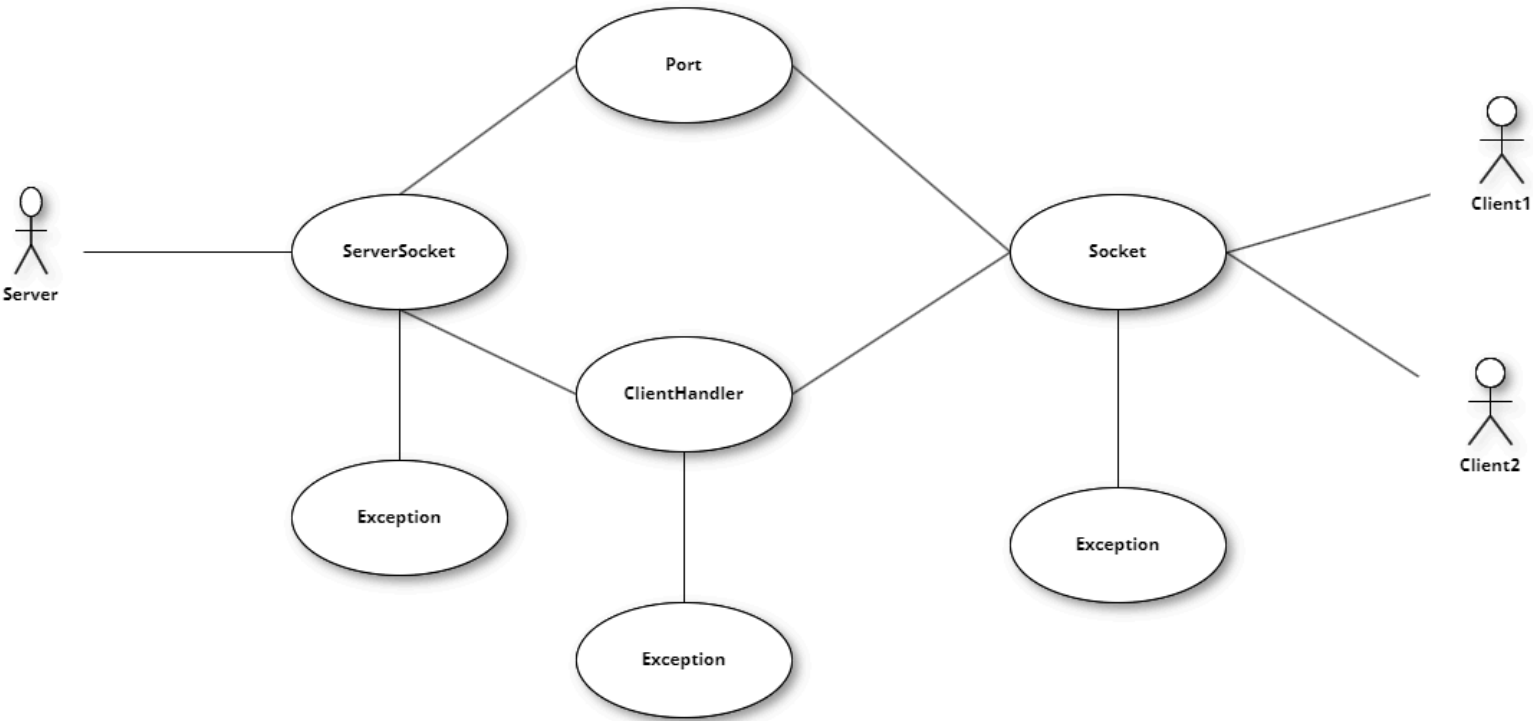 Port
Client1
ServerSocket
Socket
Server
ClientHandler
Client2
Exception
Exception
Exception